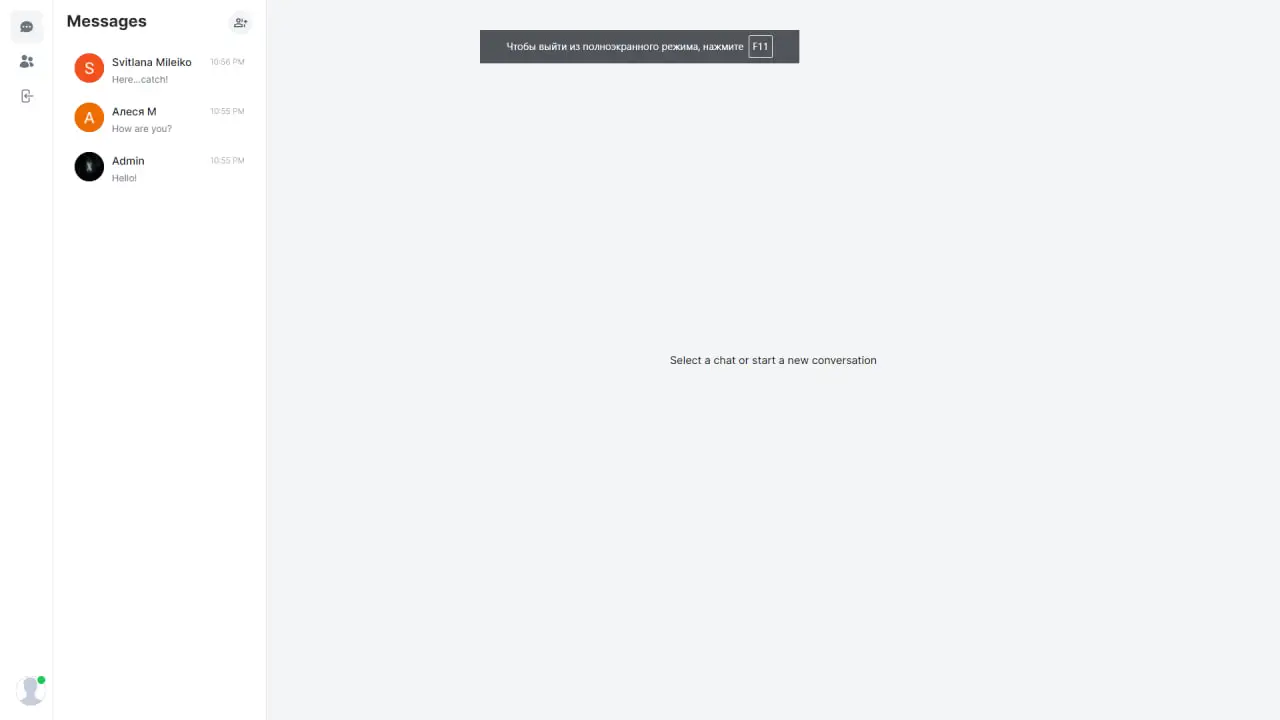 Messages
Svitlana Mileiko 10:56 PM
S
Here...catch!
Алеся М 10:55 PM
A
How are you?
Admin 10:55 PM
Hello!
Чтобы выйти из полноэкранного режима, нажмите F11
Select a chat or start a new conversation